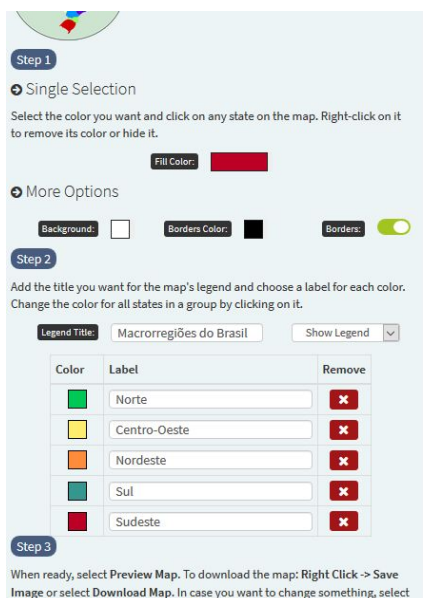 Step 1
Single Selection
Select the color you want and click on any state on the map. Right-click on it
to remove its color or hide it.
Fill Color:
More Options
Background: Borders Color: Borders:
Step 2
Add the title you want for the map's legend and choose a label for each color.
Change the color for all states in a group by clicking on it.
Legend Title: Macrorregiões do Brasil Show Legend
Color Label Remove
Norte
Centro-Oeste
Nordeste
Sul
Sudeste
Step 3
When ready, select Preview Map. To download the map: Right Click -> Save
Image or select Download Map. In case you want to change something, select